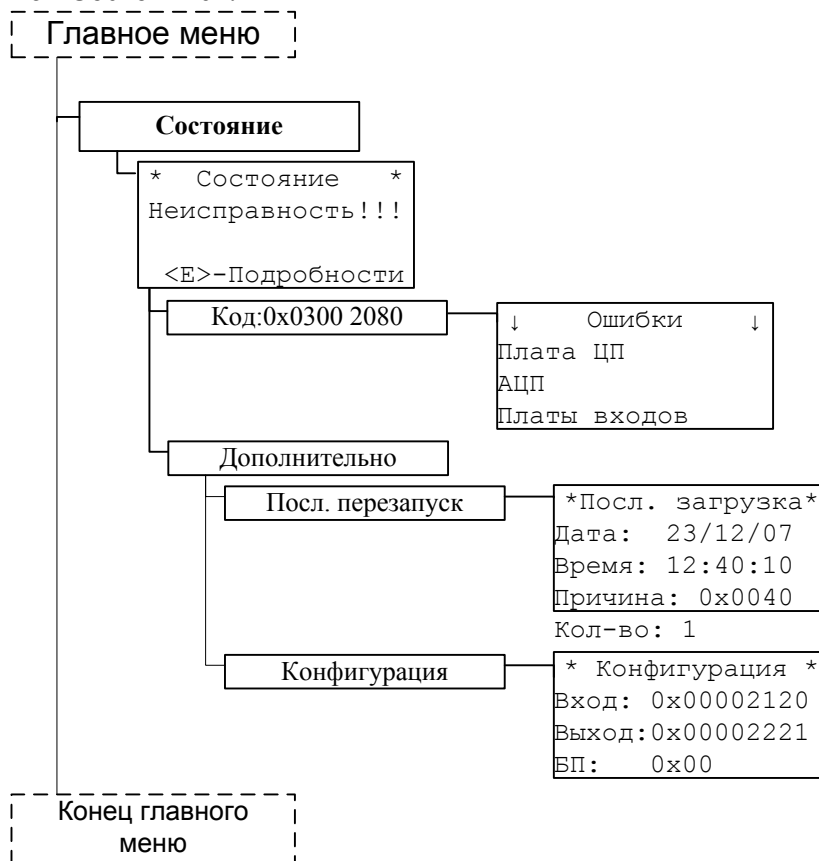 Главное меню
Состояние
* Состояние *
Неисправность!!!
<Е>-Подробности
Код:0x0300 2080
↓ Ошибки ↓
Плата ЦП
АЦП
Платы входов
Дополнительно
Посл. перезапуск
*Посл. загрузка*
Дата: 23/12/07
Время: 12:40:10
Причина: 0x0040
Кол-во: 1
Конфигурация
* Конфигурация *
Вход: 0x00002120
Выход:0x00002221
БП: 0x00
Конец главного
меню